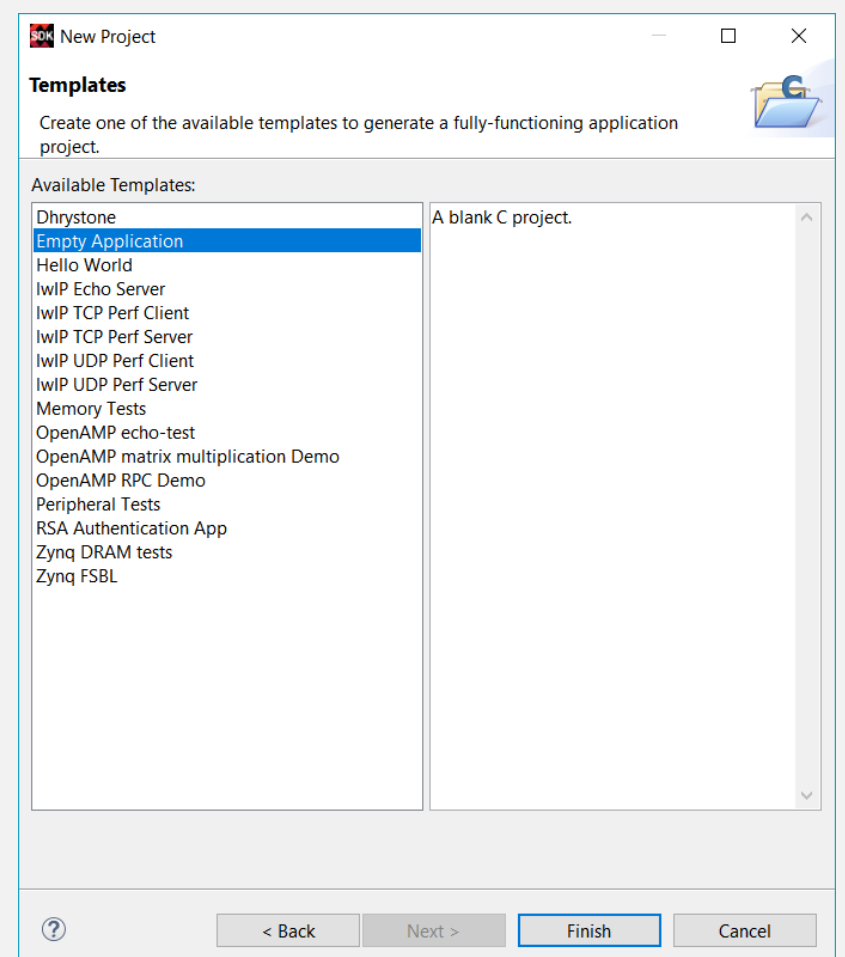 SDK New Project
Templates
Create one of the available templates to generate a fully-functioning application
project.
C
Available Templates:
Dhrystone
Empty Application
Hello World
lwIP Echo Server
lwIP TCP Perf Client
lwIP TCP Perf Server
lwIP UDP Perf Client
lwIP UDP Perf Server
Memory Tests
OpenAMP echo-test
OpenAMP matrix multiplication Demo
OpenAMP RPC Demo
Peripheral Tests
RSA Authentication App
Zynq DRAM tests
Zynq FSBL
A blank C project.
? < Back Next > Finish Cancel